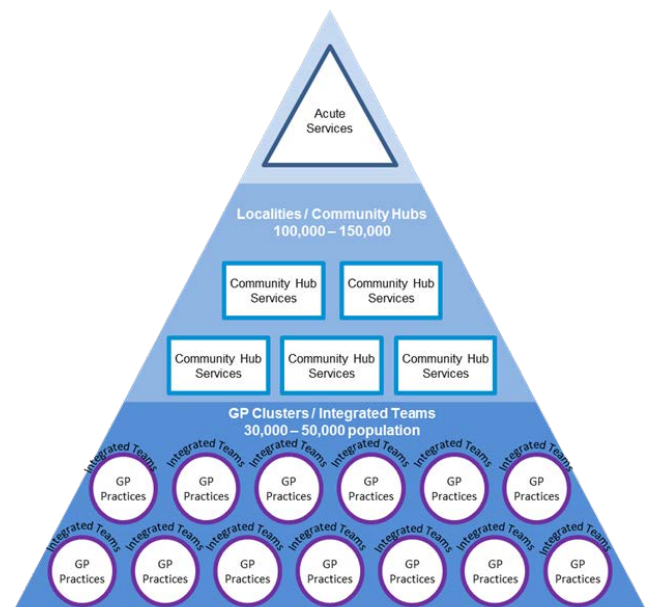 Acute
Services
Localities / Community Hubs
100,000 – 150,000
Community Hub
Services
Community Hub
Services
Community Hub
Services
Community Hub
Services
Community Hub
Services
GP Clusters / Integrated Teams
30,000 – 50,000 population
Integrated Teams
GP
Practices
Integrated Teams
GP
Practices
Integrated Teams
GP
Practices
Integrated Teams
GP
Practices
Integrated Teams
GP
Practices
Integrated Teams
GP
Practices
Integrated Teams
GP
Practices
Integrated Teams
GP
Practices
Integrated Teams
GP
Practices
Integrated Teams
GP
Practices
Integrated Teams
GP
Practices
Integrated Teams
GP
Practices
Integrated Teams
GP
Practices